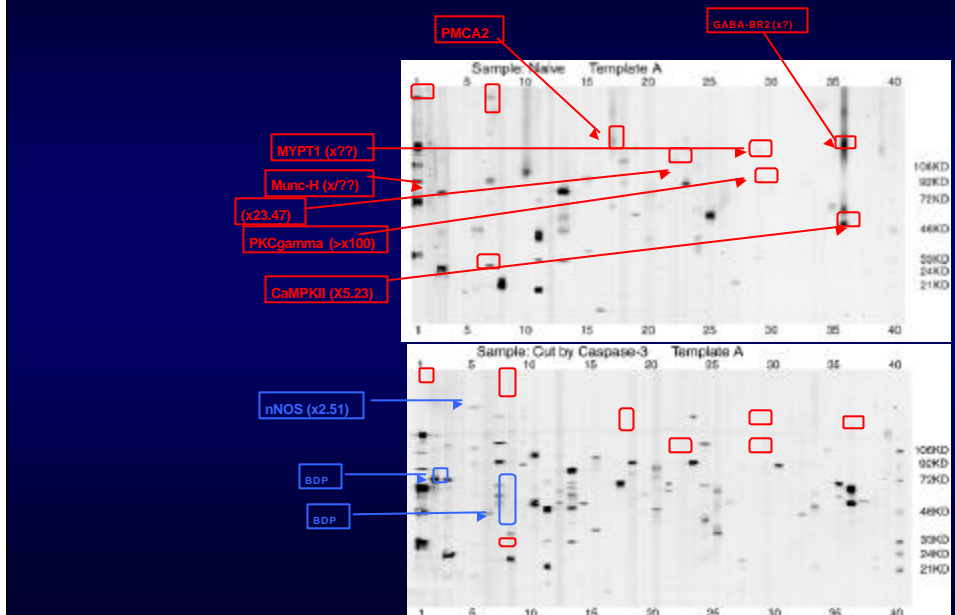 PMCA2
GABA-BR2 (x?)
Sample: Naive Template A
1 5 10 15 20 25 30 35 40
MYPT1 (x??)
Munc-H (x/??)
(x23.47)
PKCgamma (>x100)
CaMPKII (X5.23)
106KD
92KD
72KD
46KD
33KD
24KD
21KD
1 5 10 15 20 25 30 35 40
Sample: Cut by Caspase-3 Template A
1 5 10 15 20 25 30 35 40
nNOS (x2.51)
BDP
BDP
106KD
92KD
72KD
46KD
33KD
24KD
21KD
1 5 10 15 20 25 30 35 40